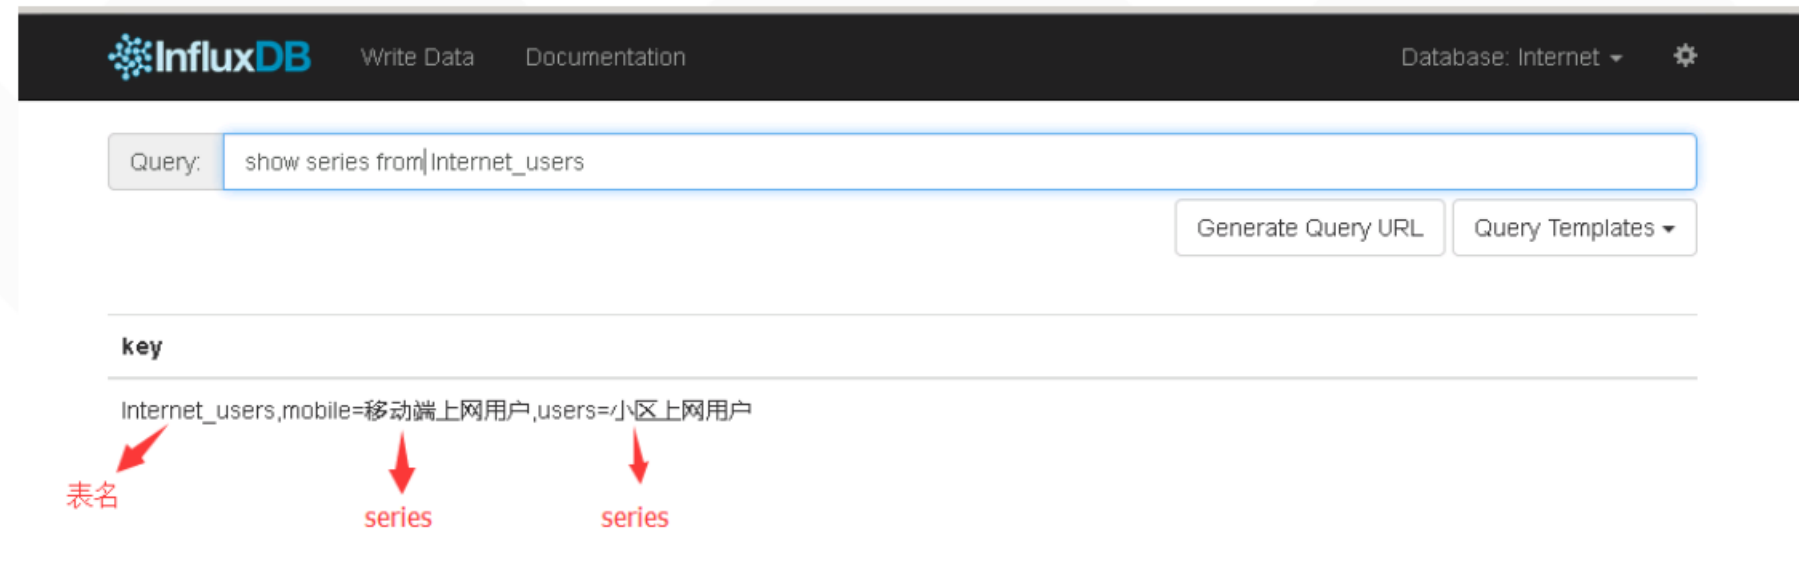 InfluxDB Write Data Documentation Database: Internet
Query: show series from Internet_users
Generate Query URL Query Templates
key
Internet_users,mobile=移动端上网用户,users=小区上网用户
表名
series series